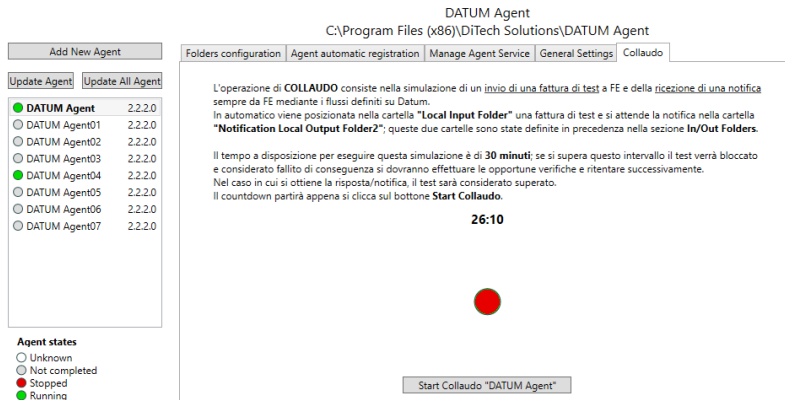 DATUM Agent
C:\Program Files (x86)\DiTech Solutions\DATUM Agent
Add New Agent
Update Agent
Update All Agent
DATUM Agent 2.2.2.0
DATUM Agent01 2.2.2.0
DATUM Agent02 2.2.2.0
DATUM Agent03 2.2.2.0
DATUM Agent04 2.2.2.0
DATUM Agent05 2.2.2.0
DATUM Agent06 2.2.2.0
DATUM Agent07 2.2.2.0
Agent states
Unknown
Not completed
Stopped
Running
Folders configuration
Agent automatic registration
Manage Agent Service
General Settings
Collaudo
L'operazione di COLLAUDO consiste nella simulazione di un invio di una fattura di test a FE e della ricezione di una notifica
sempre da FE mediante i flussi definiti su Datum.
In automatico viene posizionata nella cartella "Local Input Folder" una fattura di test e si attende la notifica nella cartella
"Notification Local Output Folder2"; queste due cartelle sono state definite in precedenza nella sezione In/Out Folders.
Il tempo a disposizione per eseguire questa simulazione è di 30 minuti; se si supera questo intervallo il test verrà bloccato
e considerato fallito di conseguenza si dovranno effettuare le opportune verifiche e ritentare successivamente.
Nel caso in cui si ottiene la risposta/notifica, il test sarà considerato superato.
Il countdown partirà appena si clicca sul bottone Start Collaudo.
26:10
Start Collaudo "DATUM Agent"